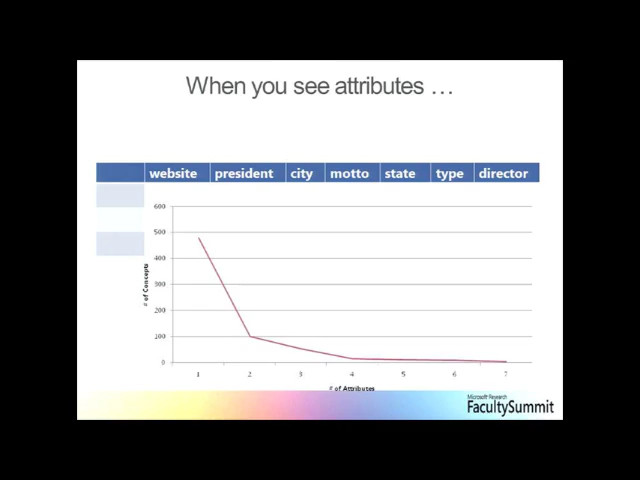 When you see attributes …
website president city motto state type director
600
500
400
300
200
100
0
# of Concepts
1 2 3 4 5 6 7
# of Attributes
Microsoft Research
FacultySummit